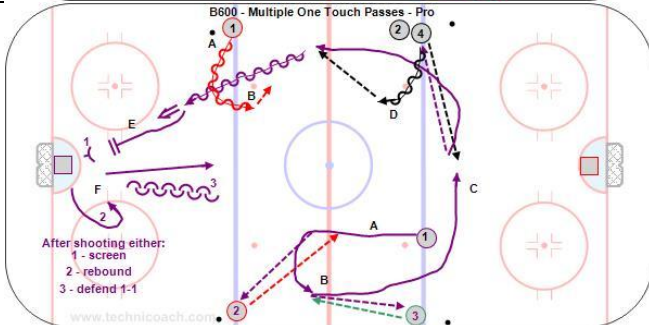 B600 - Multiple One Touch Passes - Pro
1
2
4
A
B
D
E
1
F
3
C
2
A
1
After shooting either:
1 - screen
2 - rebound
3 - defend 1-1
B
2
3
www.technicoach.com